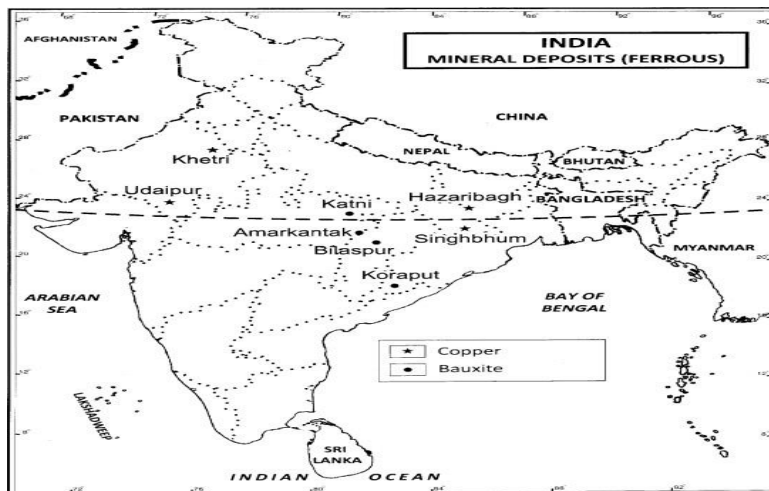 INDIA
MINERAL DEPOSITS (FERROUS)
AFGHANISTAN
PAKISTAN
CHINA
NEPAL
BHUTAN
BANGLADESH
MYANMAR
Khetri
Udaipur
Katni
Hazaribagh
Amarkantak
Singhbhum
Bilaspur
Koraput
ARABIAN
SEA
BAY OF
BENGAL
Copper
Bauxite
LAKSHADWEEP
SRI
LANKA
INDIAN OCEAN